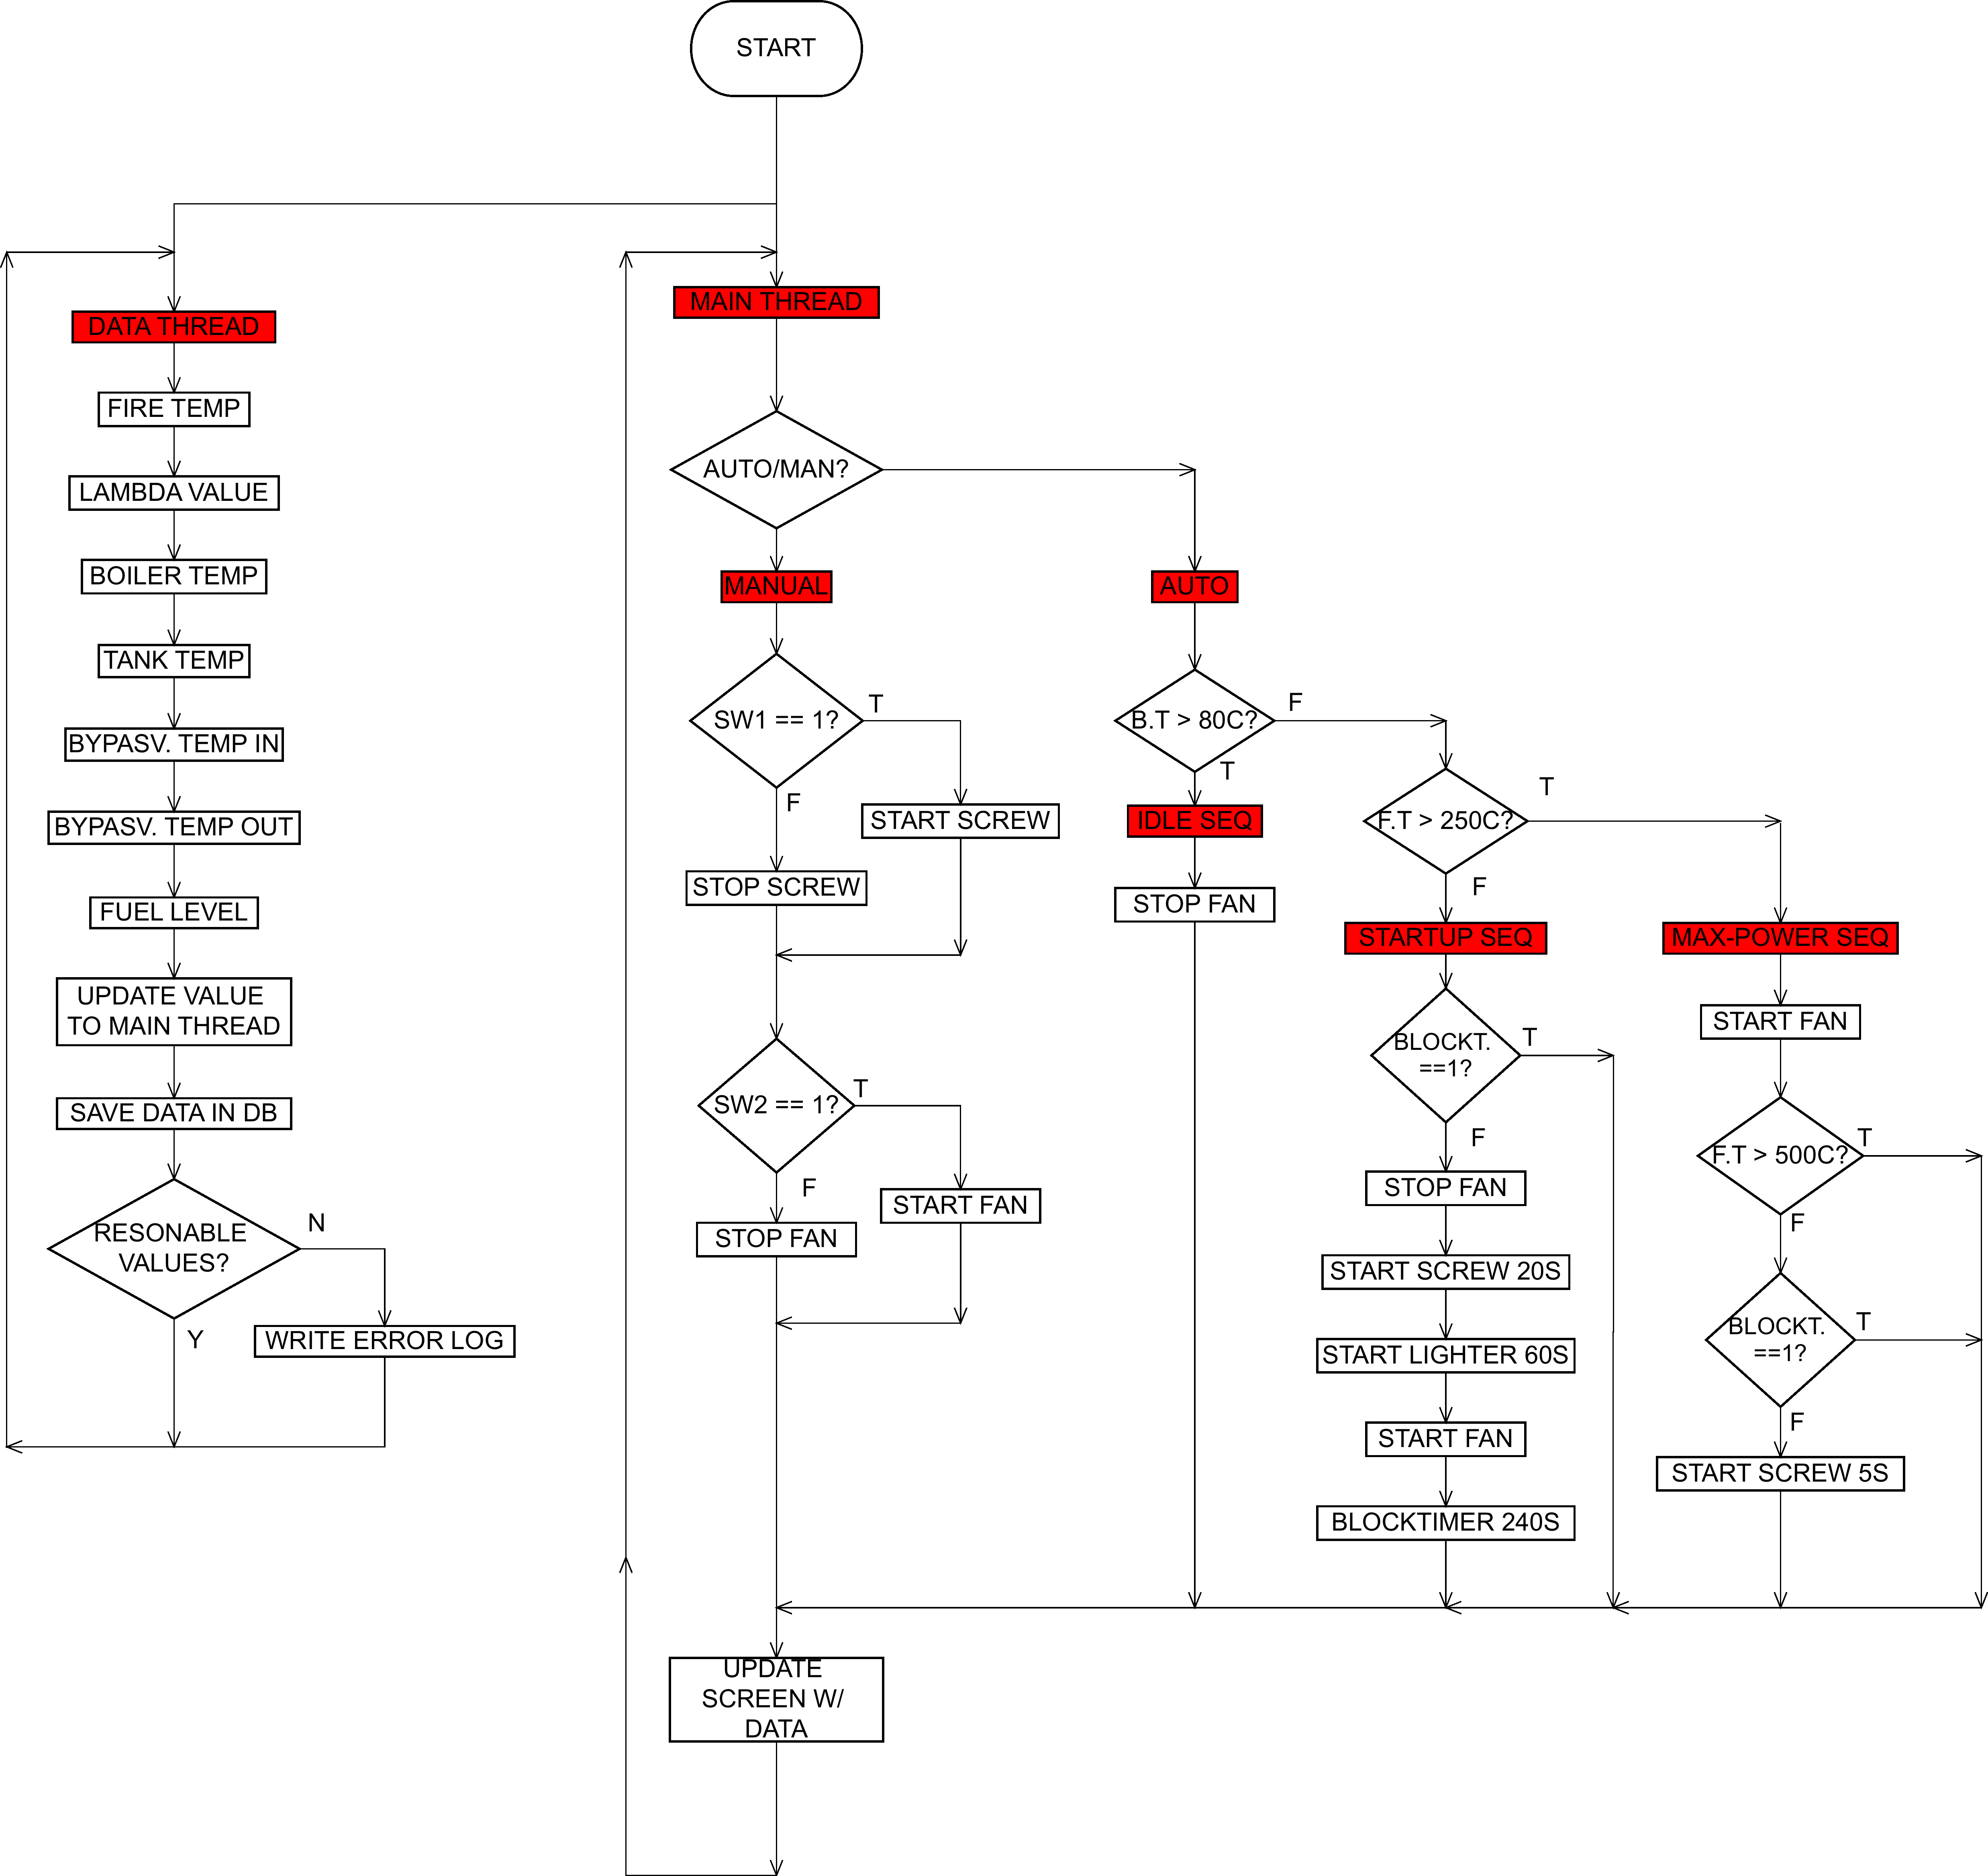 START
DATA THREAD
FIRE TEMP
LAMBDA VALUE
BOILER TEMP
TANK TEMP
BYPASV. TEMP IN
BYPASV. TEMP OUT
FUEL LEVEL
UPDATE VALUE
TO MAIN THREAD
SAVE DATA IN DB
RESONABLE
VALUES?
N
Y
WRITE ERROR LOG
MAIN THREAD
AUTO/MAN?
MANUAL
SW1 == 1?
T
F
START SCREW
STOP SCREW
SW2 == 1?
T
F
START FAN
STOP FAN
AUTO
B.T > 80C?
F
T
IDLE SEQ
STOP FAN
F.T > 250C?
T
F
STARTUP SEQ
BLOCKT.
==1?
T
F
STOP FAN
START SCREW 20S
START LIGHTER 60S
START FAN
BLOCKTIMER 240S
MAX-POWER SEQ
START FAN
F.T > 500C?
T
F
BLOCKT.
==1?
T
F
START SCREW 5S
UPDATE
SCREEN W/
DATA